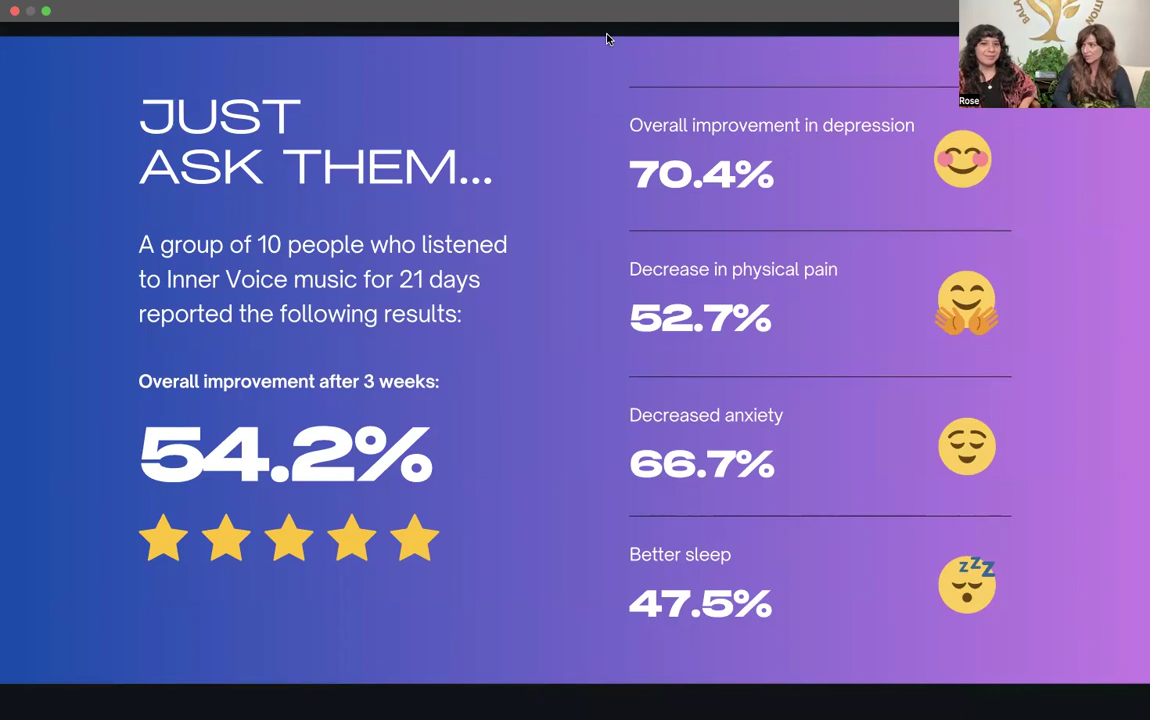 JUST
ASK THEM...
A group of 10 people who listened
to Inner Voice music for 21 days
reported the following results:
Overall improvement after 3 weeks:
54.2%
Overall improvement in depression
70.4%
Decrease in physical pain
52.7%
Decreased anxiety
66.7%
Better sleep
47.5%
zzZ
Rose